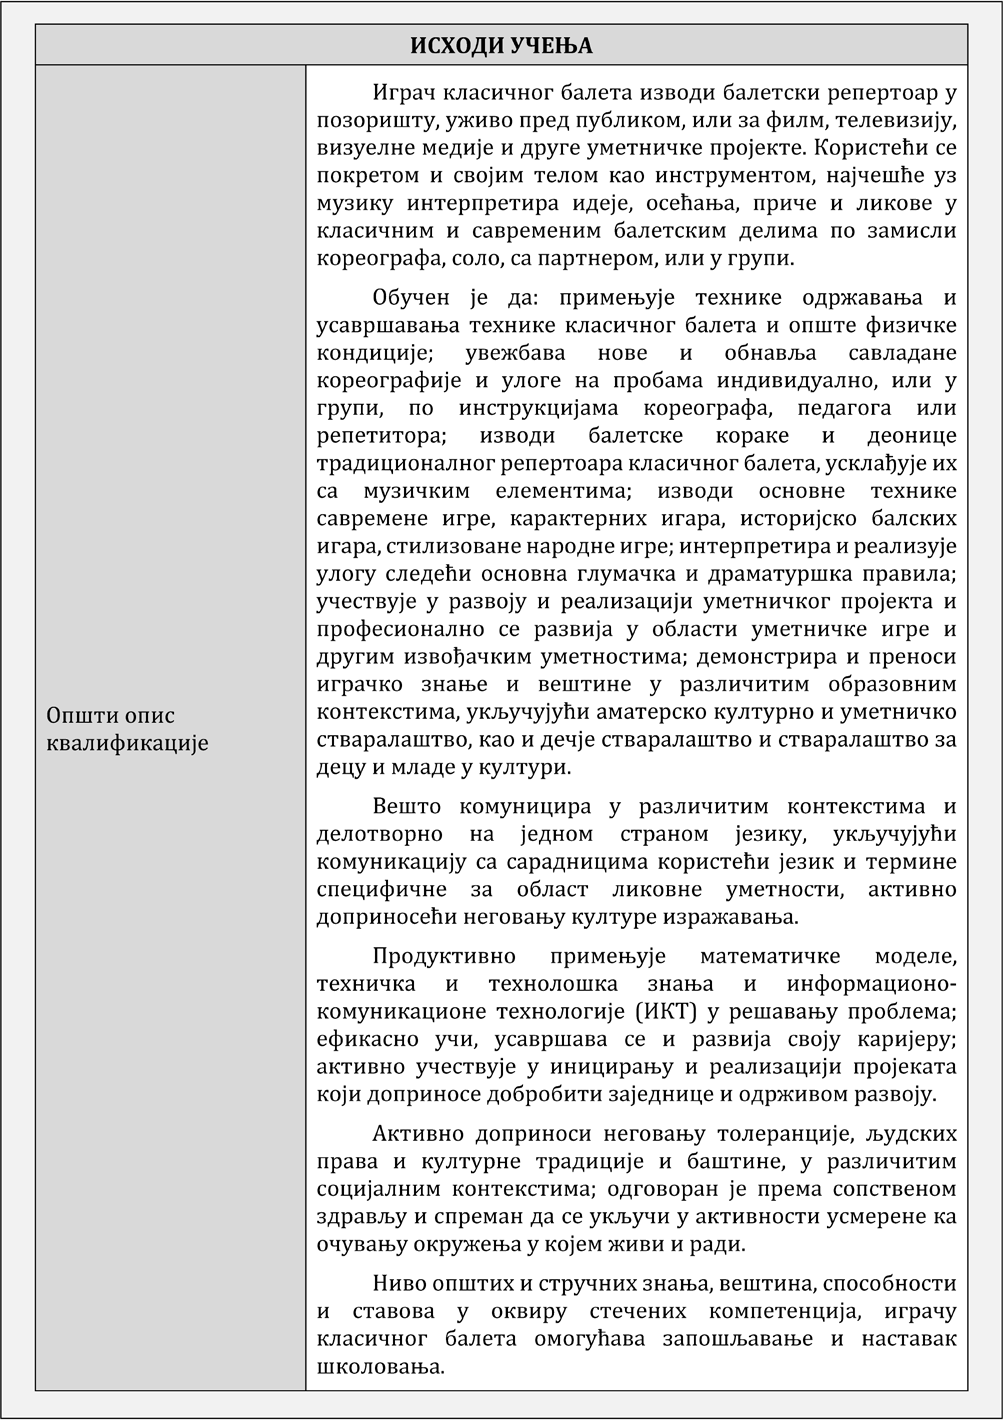 ИСХОДИ УЧЕЊА
Општи опис
квалификације
Играч класичног балета изводи балетски репертоар у
позоришту, уживо пред публиком, или за филм, телевизију,
визуелне медије и друге уметничке пројекте. Користећи се
покретом и својим телом као инструментом, најчешће уз
музику интерпретира идеје, осећања, приче и ликове у
класичним и савременим балетским делима по замисли
кореографа, соло, са партнером, или у групи.
Обучен је да: примењује технике одржавања и
усавршавања технике класичног балета и опште физичке
кондиције; увежбава нове и обнавља савладане
кореографије и улоге на пробама индивидуално, или у
групи, по инструкцијама кореографа, педагога или
репетитора; изводи балетске кораке и деонице
традиционалног репертоара класичног балета, усклађује их
са музичким елементима; изводи основне технике
савремене игре, карактерних игара, историјско балских
игара, стилизоване народне игре; интерпретира и реализује
улогу следећи основна глумачка и драматуршка правила;
учествује у развоју и реализацији уметничког пројекта и
професионално се развија у области уметничке игре и
другим извођачким уметностима; демонстрира и преноси
играчко знање и вештине у различитим образовним
контекстима, укључујући аматерско културно и уметничко
стваралаштво, као и дечје стваралаштво и стваралаштво за
децу и младе у култури.
Вешто комуницира у различитим контекстима и
делотворно на једном страном језику, укључујући
комуникацију са сарадницима користећи језик и термине
специфичне за област ликовне уметности, активно
доприносећи неговању културе изражавања.
Продуктивно примењује математичке моделе,
техничка и технолошка знања и информационо-
комуникационе технологије (ИКТ) у решавању проблема;
ефикасно учи, усавршава се и развија своју каријеру;
активно учествује у иницирању и реализацији пројеката
који доприносе добробити заједнице и одрживом развоју.
Активно доприноси неговању толеранције, људских
права и културне традиције и баштине, у различитим
социјалним контекстима; одговоран је према сопственом
здрављу и спреман да се укључи у активности усмерене ка
очувању окружења у којем живи и ради.
Ниво општих и стручних знања, вештина, способности
и ставова у оквиру стечених компетенција, играчу
класичног балета омогућава запошљавање и наставак
школовања.